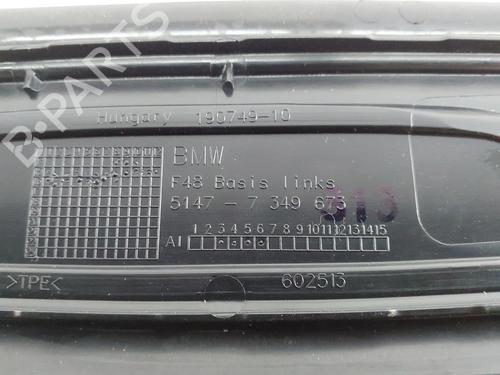 B-PARTS
Hungary 190749-10
BMW
F48 Basis links
5147 - 7 349 673
1 2 3 4 5 6 7 8 9 10 11 12 13 14 15
AI
>TPE<
602513